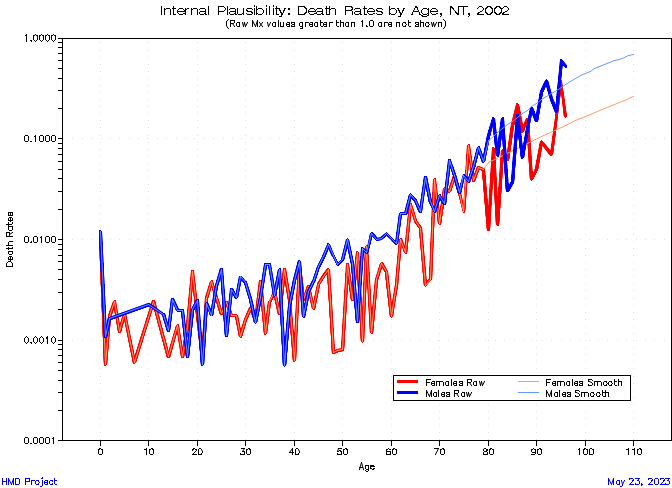 Internal Plausibility: Death Rates by Age, NT, 2002
(Raw Mx values greater than 1.0 are not shown)
1.0000
0.1000
0.0100
0.0010
0.0001
Death Rates
0 10 20 30 40 50 60 70 80 90 100 110
Age
Females Raw Females Smooth
Males Raw Males Smooth
HMD Project May 23, 2023